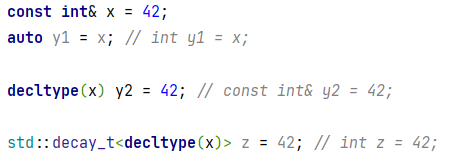 const int& x = 42;
auto y1 = x; // int y1 = x;
decltype(x) y2 = 42; // const int& y2 = 42;
std::decay_t<decltype(x)> z = 42; // int z = 42;